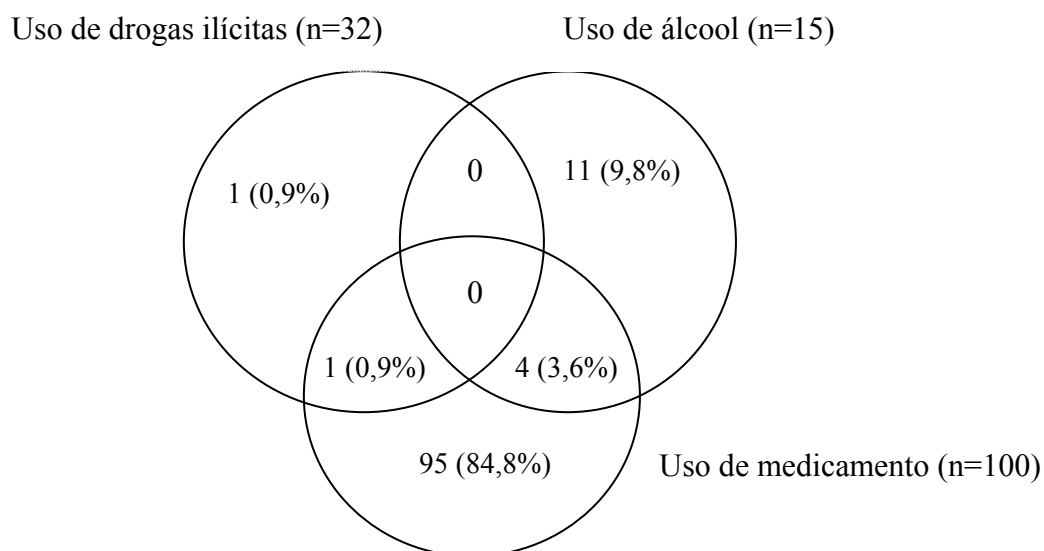 Uso de drogas ilícitas (n=32)
Uso de álcool (n=15)
0
11 (9,8%)
1 (0,9%)
0
1 (0,9%)
4 (3,6%)
95 (84,8%)
Uso de medicamento (n=100)